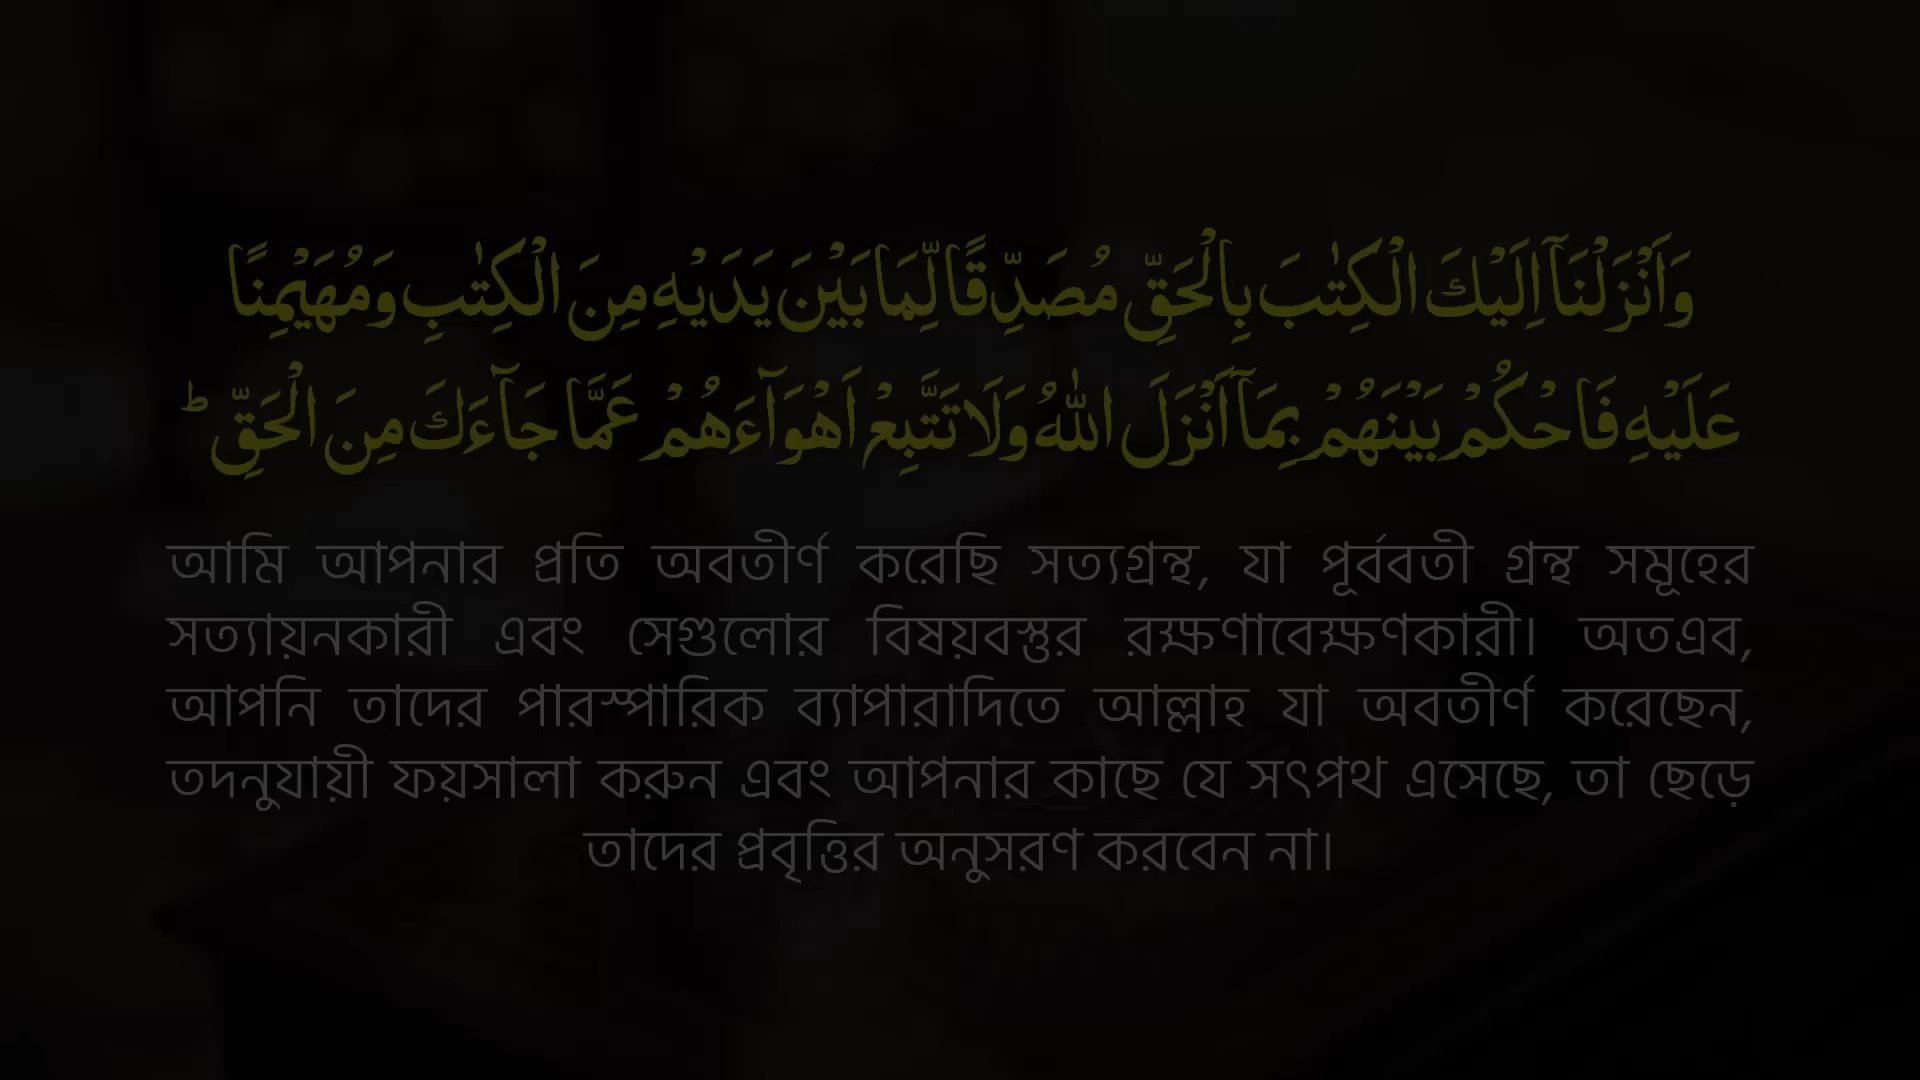 وَاَنْزَلْنَاۤ اِلَيْكَ الْكِتٰبَ بِالْحَقِّ مُصَدِّقًا لِّمَا بَيْنَ يَدَيْهِ مِنَ الْكِتٰبِ وَمُهَيْمِنًا
عَلَيْهِ فَاحْكُمْ بَيْنَهُمْ بِمَاۤ اَنْزَلَ اللّٰهُ وَلَا تَتَّبِعْ اَهْوَآءَهُمْ عَمَّا جَآءَكَ مِنَ الْحَقِّ ؕ
আমি আপনার প্রতি অবতীর্ণ করেছি সত্যগ্রন্থ, যা পূর্ববতী গ্রন্থ সমূহের
সত্যায়নকারী এবং সেগুলোর বিষয়বস্তুর রক্ষণাবেক্ষণকারী। অতএব,
আপনি তাদের পারস্পারিক ব্যাপারাদিতে আল্লাহ যা অবতীর্ণ করেছেন,
তদনুযায়ী ফয়সালা করুন এবং আপনার কাছে যে সৎপথ এসেছে, তা ছেড়ে
তাদের প্রবৃত্তির অনুসরণ করবেন না।